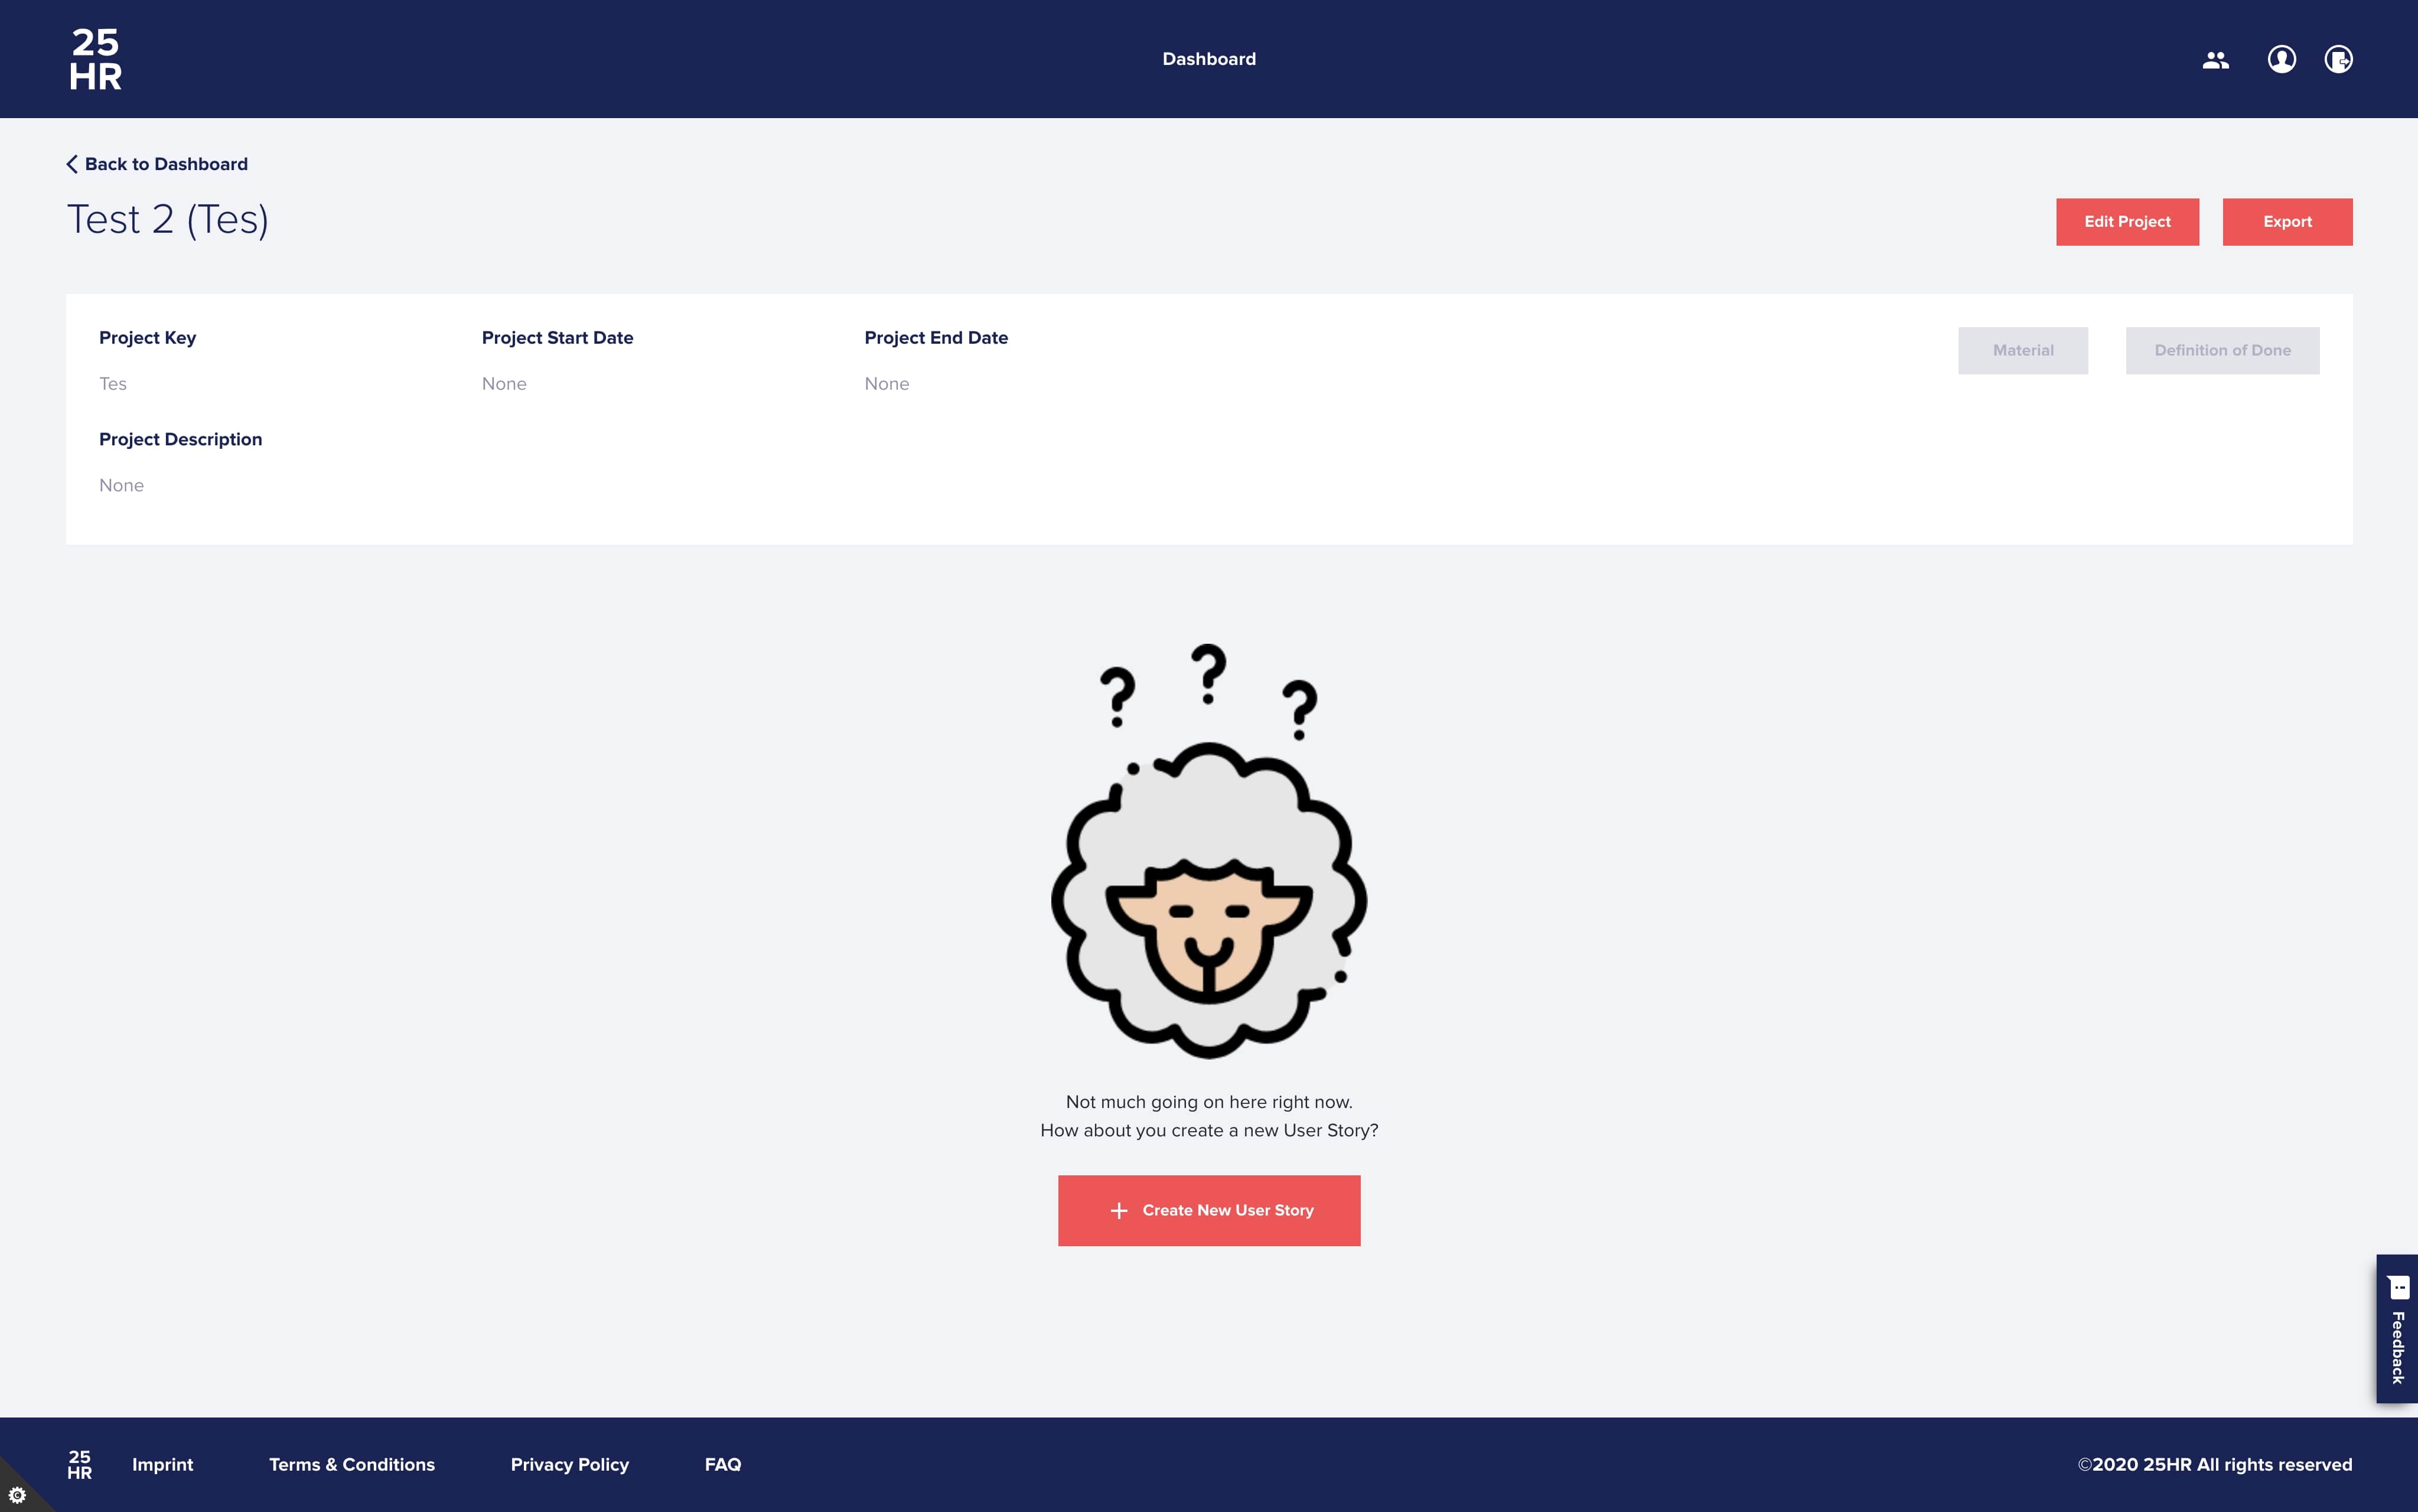 25
HR
Dashboard
Back to Dashboard
Test 2 (Tes)
Edit Project
Export
Project Key
Project Start Date
Project End Date
Material
Definition of Done
Tes
None
None
Project Description
None
? ? ?
Not much going on here right now.
How about you create a new User Story?
+ Create New User Story
Feedback
25
HR
Imprint
Terms & Conditions
Privacy Policy
FAQ
©2020 25HR All rights reserved